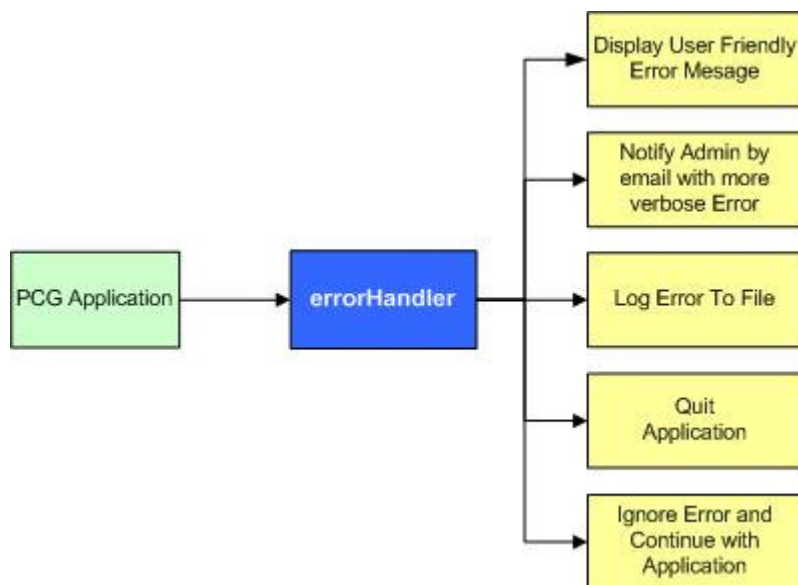 Display User Friendly
Error Mesage
Notify Admin by
email with more
verbose Error
PCG Application
errorHandler
Log Error To File
Quit
Application
Ignore Error and
Continue with
Application